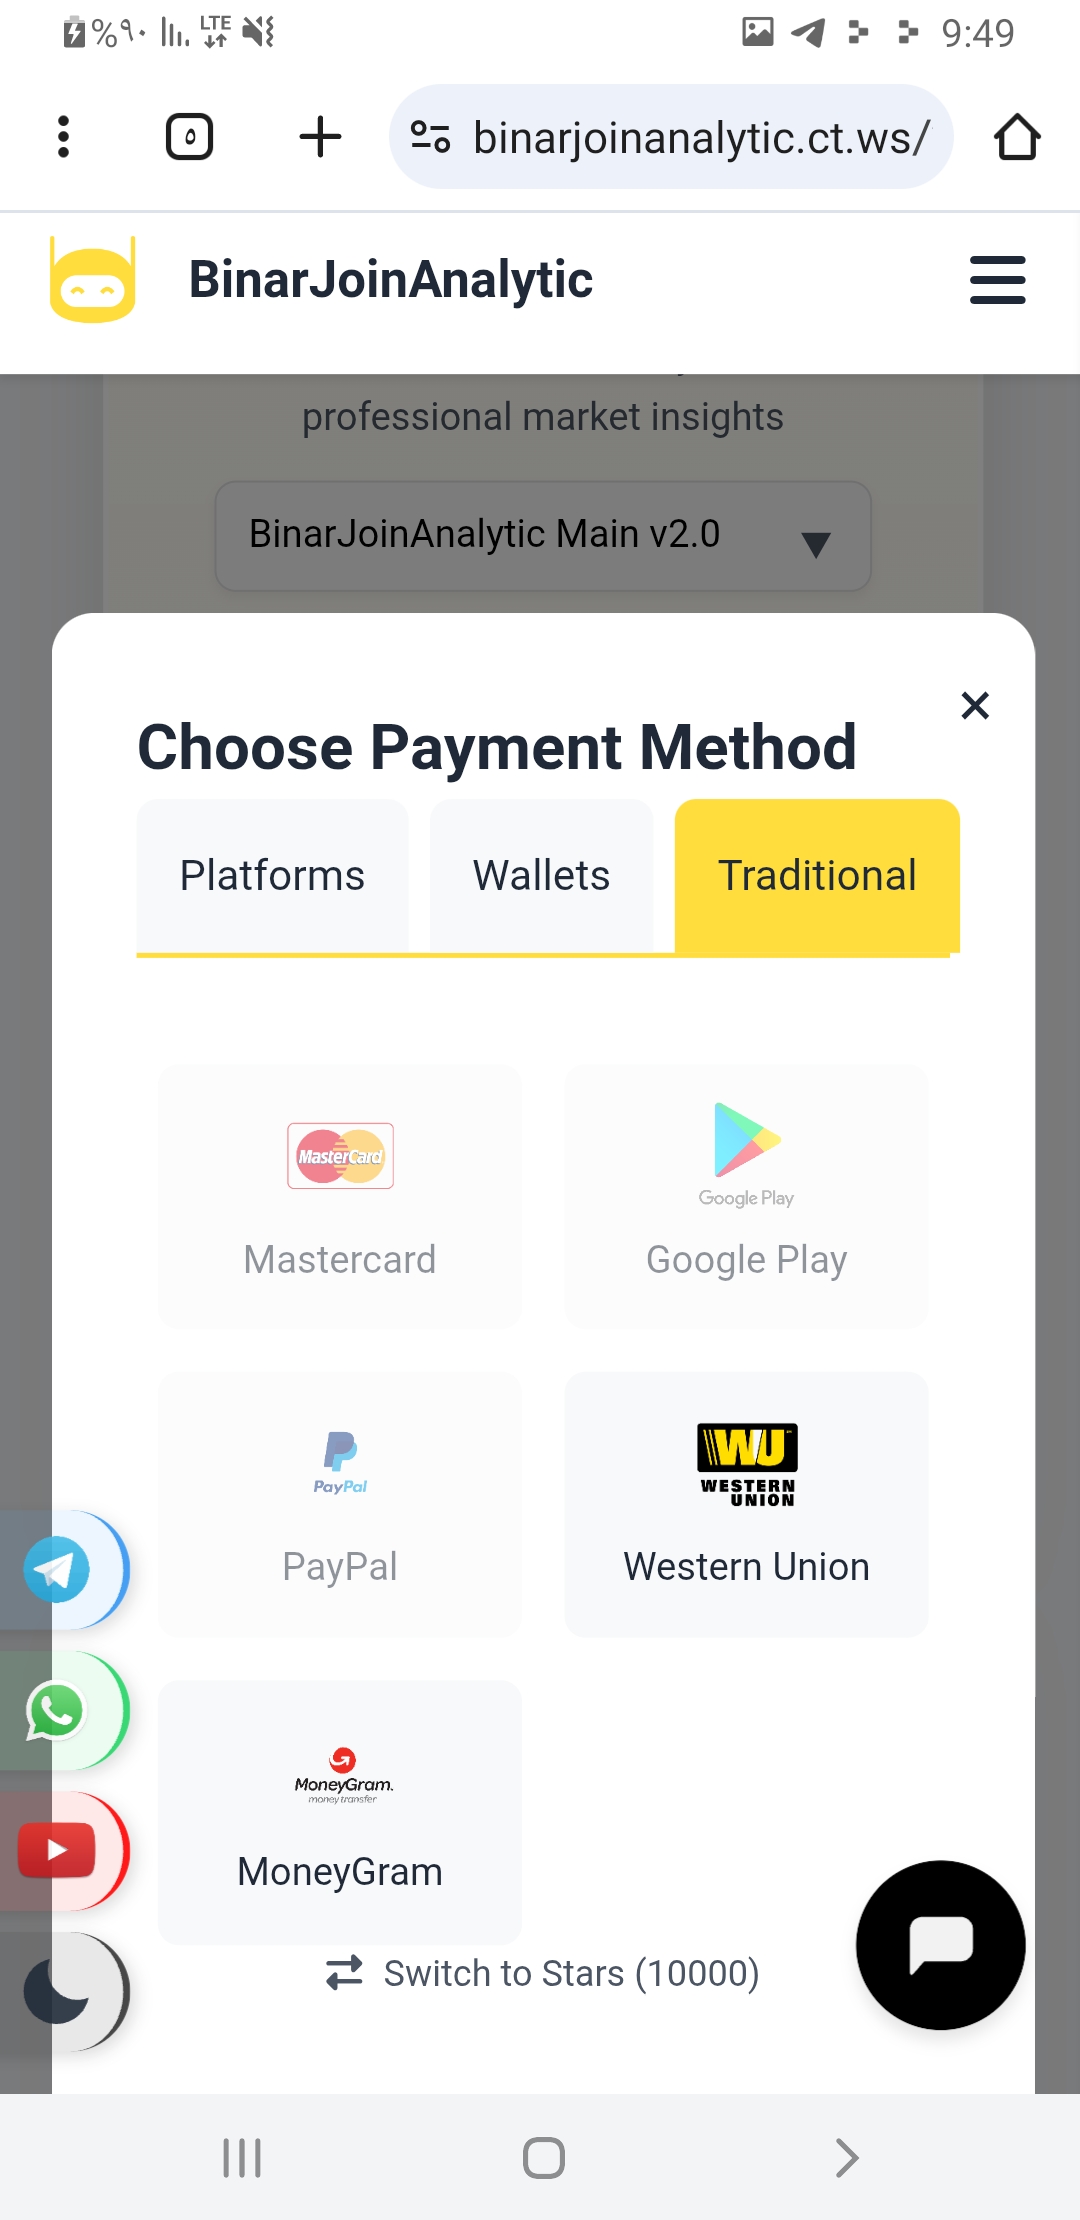 %٩٠ LTE 9:49
٥ binarjoinanalytic.ct.ws/
BinarJoinAnalytic
professional market insights
BinarJoinAnalytic Main v2.0
Choose Payment Method
Platforms Wallets Traditional
MasterCard
Google Play
Mastercard Google Play
PayPal
WU
WESTERN
UNION
PayPal Western Union
MoneyGram.
money transfer
MoneyGram
Switch to Stars (10000)